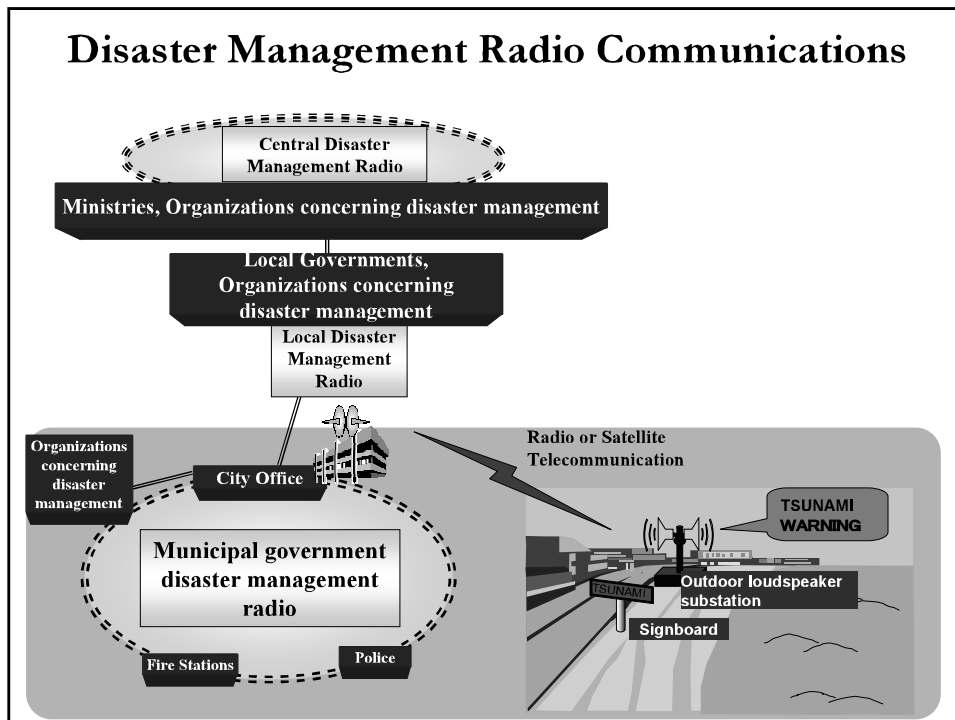 Disaster Management Radio Communications
Central Disaster
Management Radio
Ministries, Organizations concerning disaster management
Local Governments,
Organizations concerning
disaster management
Local Disaster
Management
Radio
Organizations
concerning
disaster
management
City Office
Radio or Satellite
Telecommunication
TSUNAMI
WARNING
Municipal government
disaster management
radio
Outdoor loudspeaker
substation
TSUNAMI
Signboard
Fire Stations
Police